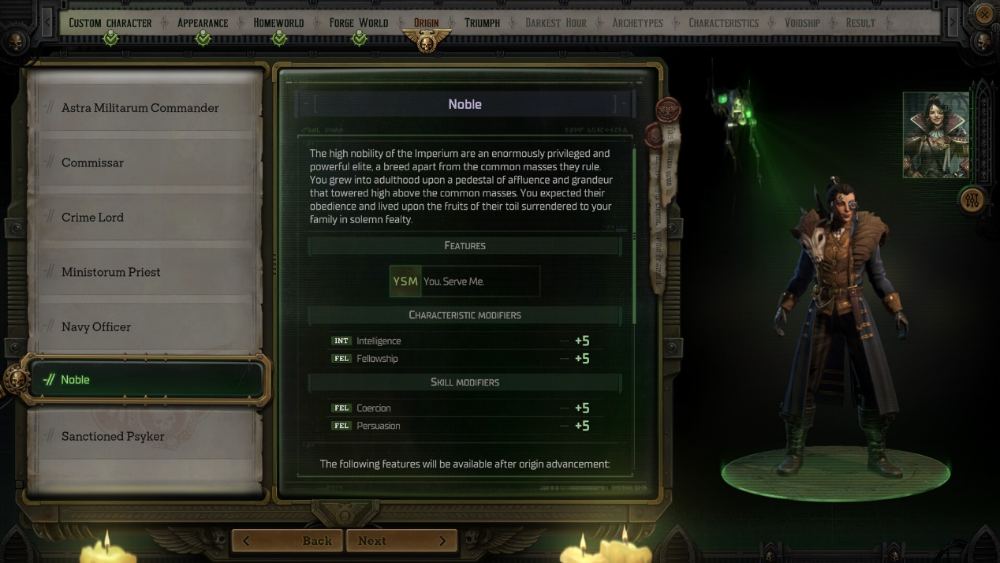 Custom Character
Appearance
Homeworld
Forge World
Origin
Triumph
Darkest Hour
Archetypes
Characteristics
Voidship
Result
Astra Militarum Commander
Commissar
Crime Lord
Ministorum Priest
Navy Officer
Noble
Sanctioned Psyker
Noble
The high nobility of the Imperium are an enormously privileged and
powerful elite, a breed apart from the common masses they rule.
You grew into adulthood upon a pedestal of affluence and grandeur
that towered high above the common masses. You expected their
obedience and lived upon the fruits of their toil surrendered to your
family in solemn fealty.
Features
YSM You. Serve Me.
Characteristic modifiers
INT Intelligence --- +5
FEL Fellowship --- +5
Skill modifiers
FEL Coercion --- +5
FEL Persuasion --- +5
The following features will be available after origin advancement:
Back
Next